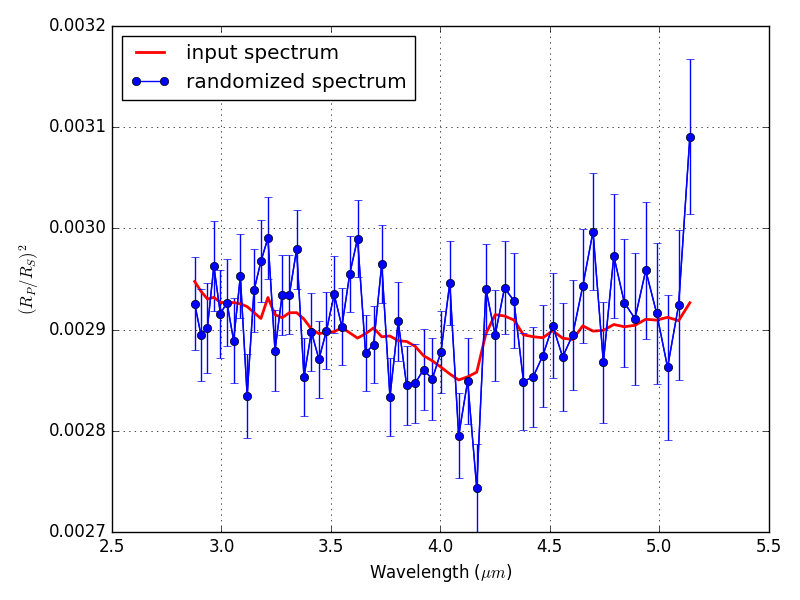 0.0032
input spectrum
randomized spectrum
0.0031
0.0030
0.0029
0.0028
0.0027
(R_P/R_S)^2
2.5 3.0 3.5 4.0 4.5 5.0 5.5
Wavelength (μm)